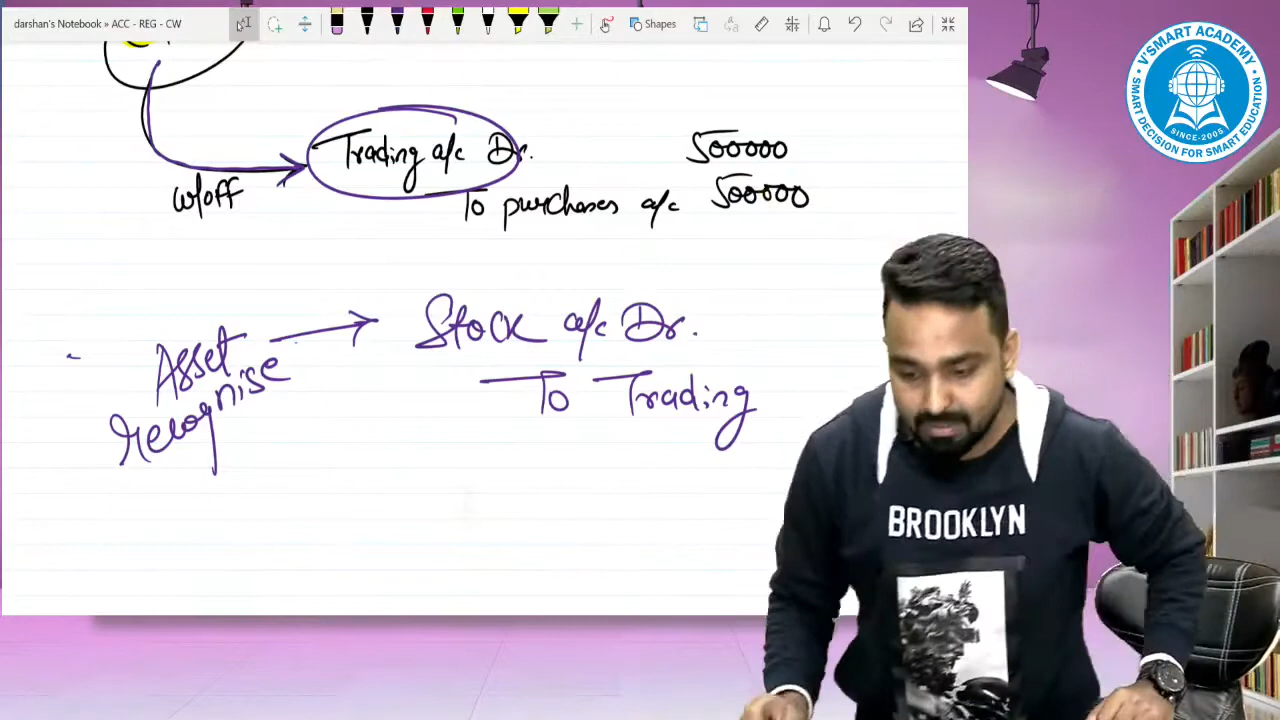 darshan's Notebook » ACC - REG - CW
Shapes
V'SMART ACADEMY
SMART DECISION FOR SMART EDUCATION
SINCE-2005
Trading a/c Dr. 500000
w/off
To purchases a/c 500000
Asset recognise
Stock a/c Dr.
To Trading
BROOKLYN